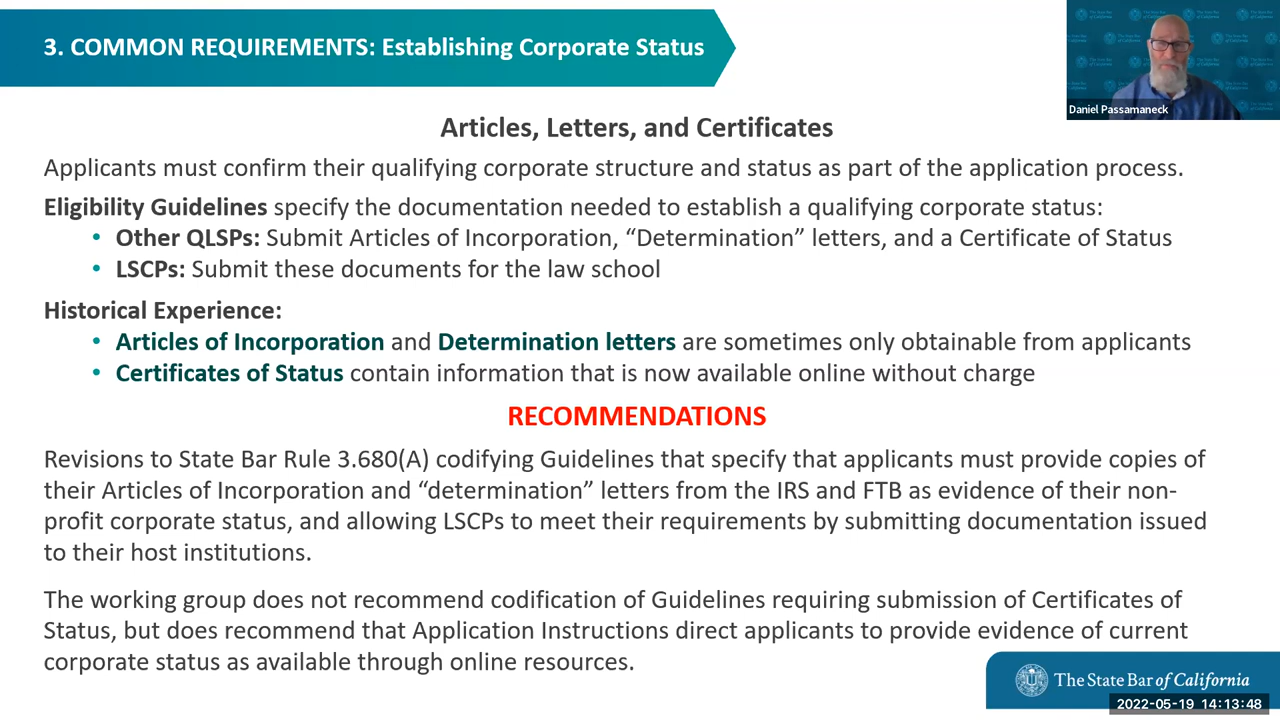 3. COMMON REQUIREMENTS: Establishing Corporate Status
Daniel Passamaneck
Articles, Letters, and Certificates
Applicants must confirm their qualifying corporate structure and status as part of the application process.
Eligibility Guidelines specify the documentation needed to establish a qualifying corporate status:
• Other QLSPs: Submit Articles of Incorporation, “Determination” letters, and a Certificate of Status
• LSCPs: Submit these documents for the law school
Historical Experience:
• Articles of Incorporation and Determination letters are sometimes only obtainable from applicants
• Certificates of Status contain information that is now available online without charge
RECOMMENDATIONS
Revisions to State Bar Rule 3.680(A) codifying Guidelines that specify that applicants must provide copies of
their Articles of Incorporation and “determination” letters from the IRS and FTB as evidence of their non-
profit corporate status, and allowing LSCPs to meet their requirements by submitting documentation issued
to their host institutions.
The working group does not recommend codification of Guidelines requiring submission of Certificates of
Status, but does recommend that Application Instructions direct applicants to provide evidence of current
corporate status as available through online resources.
The State Bar of California
2022-05-19 14:13:48